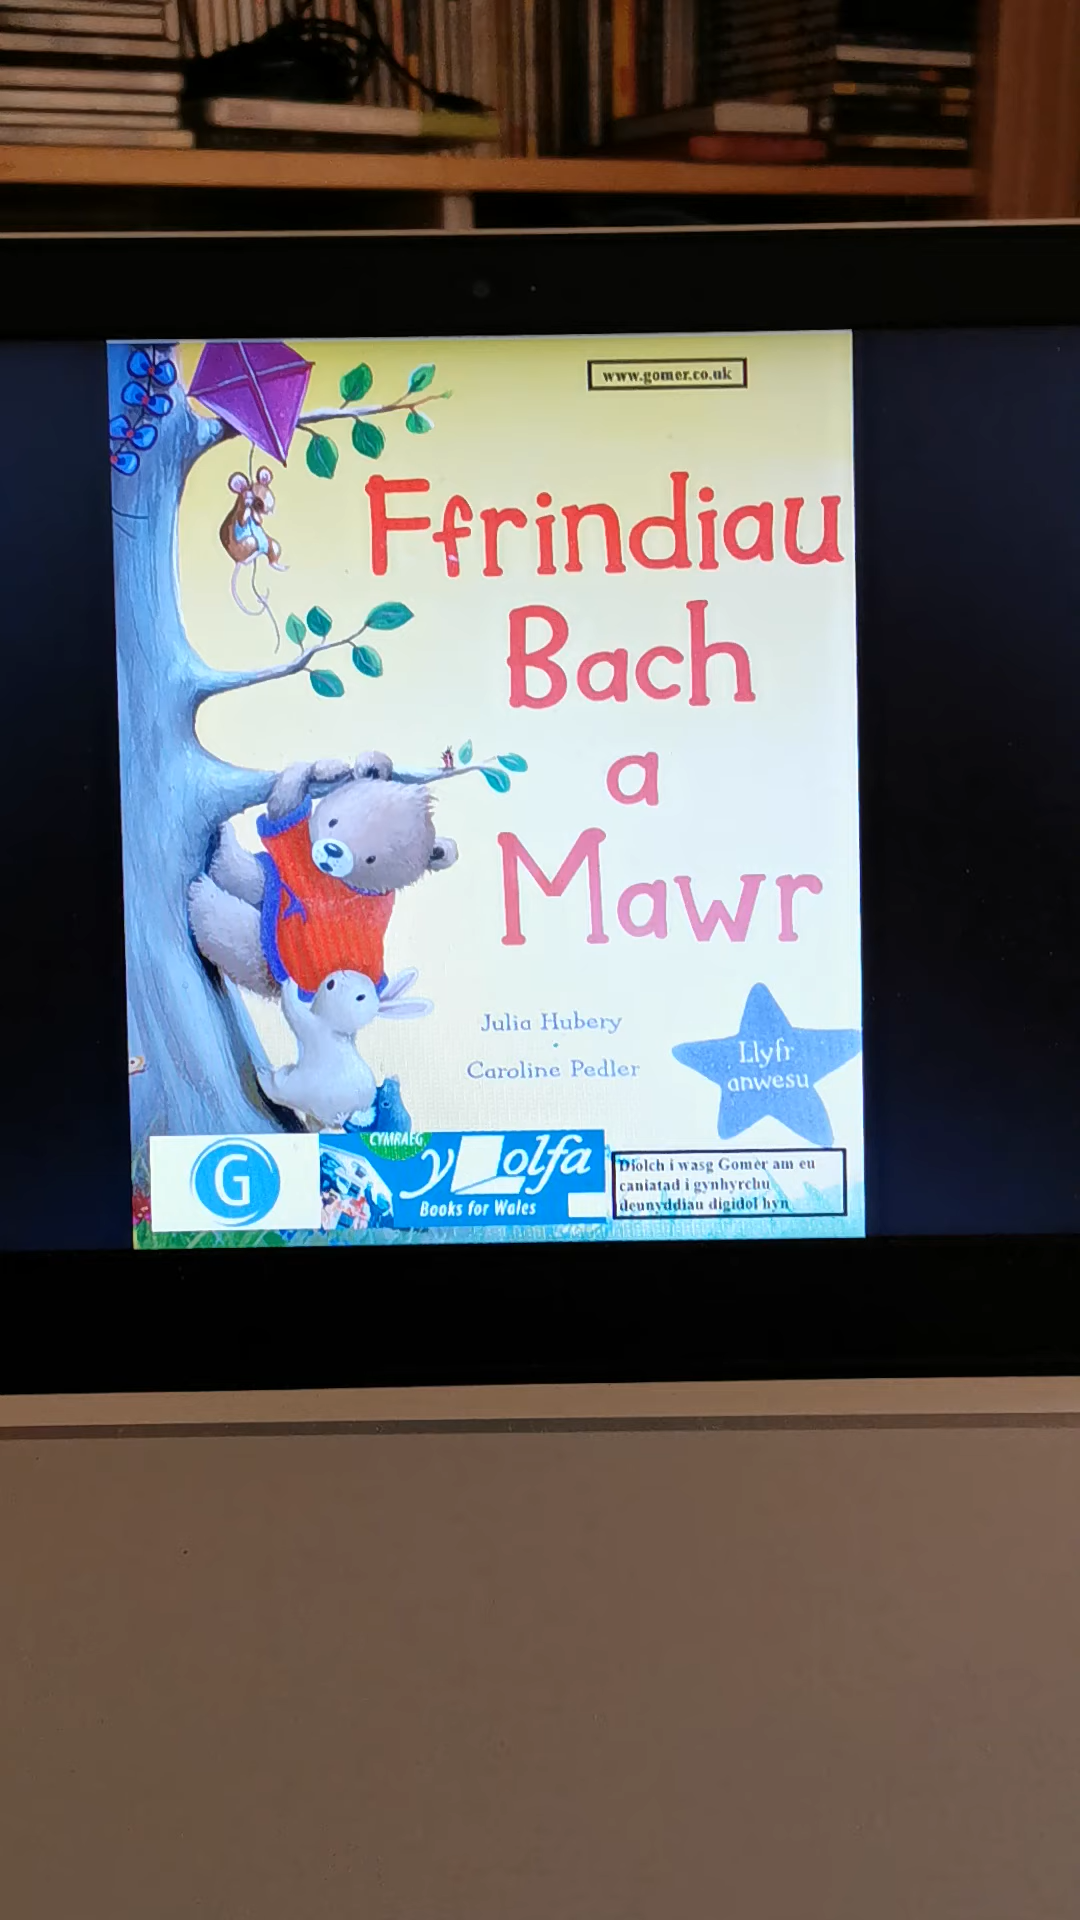 www.gomer.co.uk
Ffrindiau
Bach
a
Mawr
Julia Hubery
Caroline Pedler
Llyfr
anwesu
G
CYMRAEG
y Lolfa
Books for Wales
Diolch i wasg Gomer am eu
caniatad i gynhyrchu
deunyddiau digidol hyn